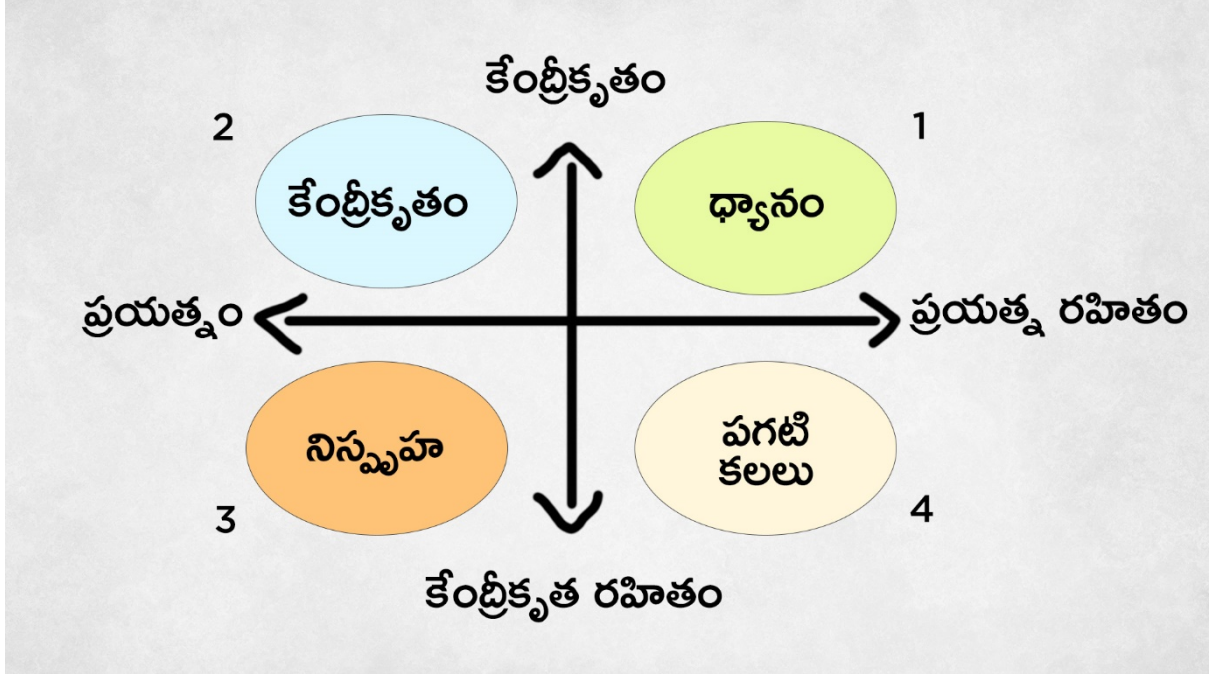 కేంద్రీకృతం
2
1
కేంద్రీకృతం
ధ్యానం
ప్రయత్నం
ప్రయత్న రహితం
నిస్పృహ
పగటి
కలలు
3
4
కేంద్రీకృత రహితం